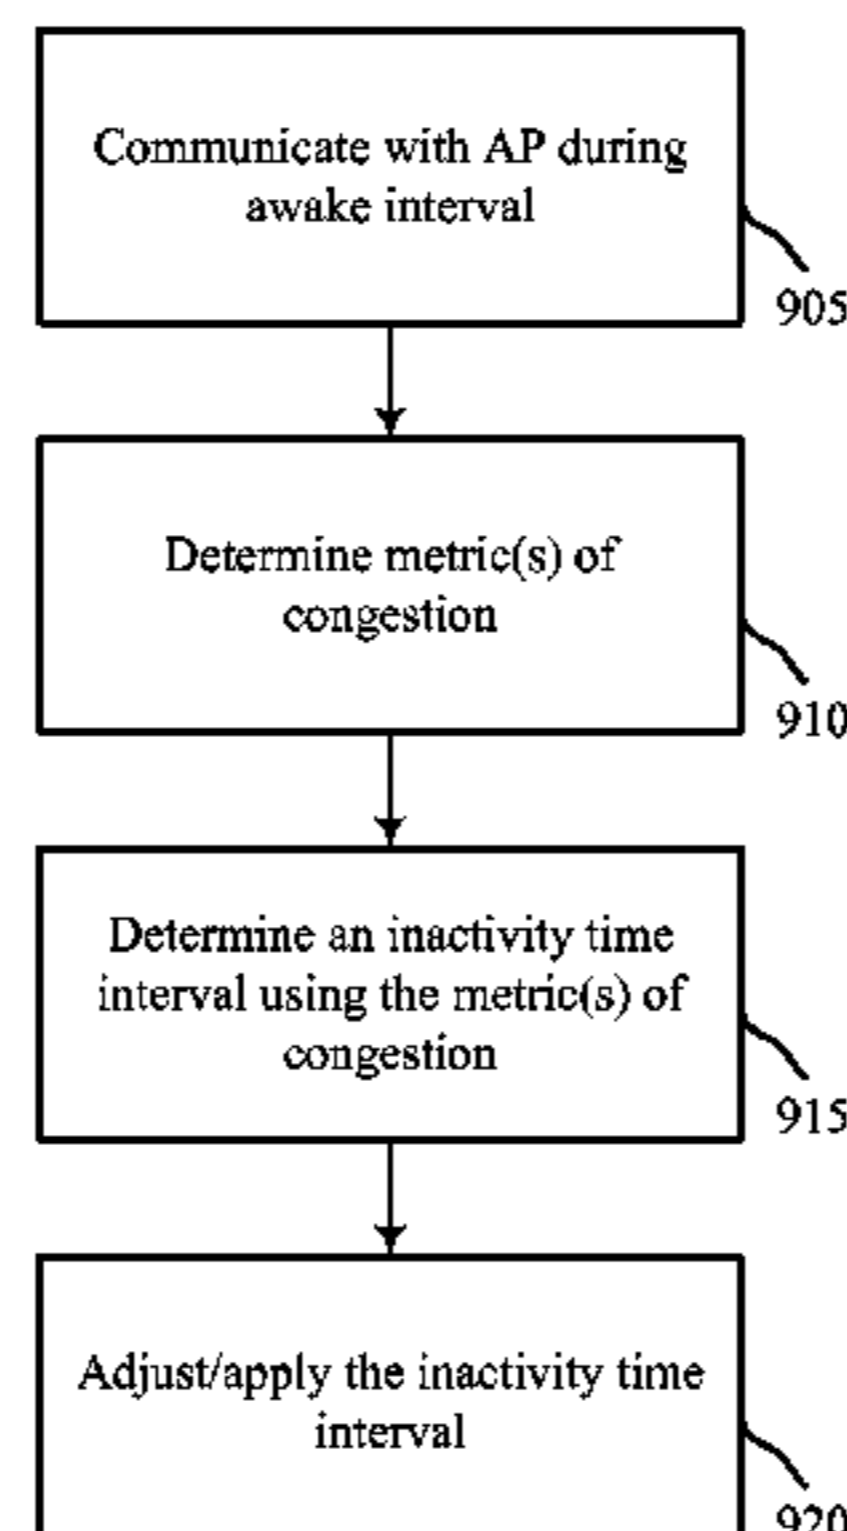 Communicate with AP during
awake interval
905
Determine metric(s) of
congestion
910
Determine an inactivity time
interval using the metric(s) of
congestion
915
Adjust/apply the inactivity time
interval
920